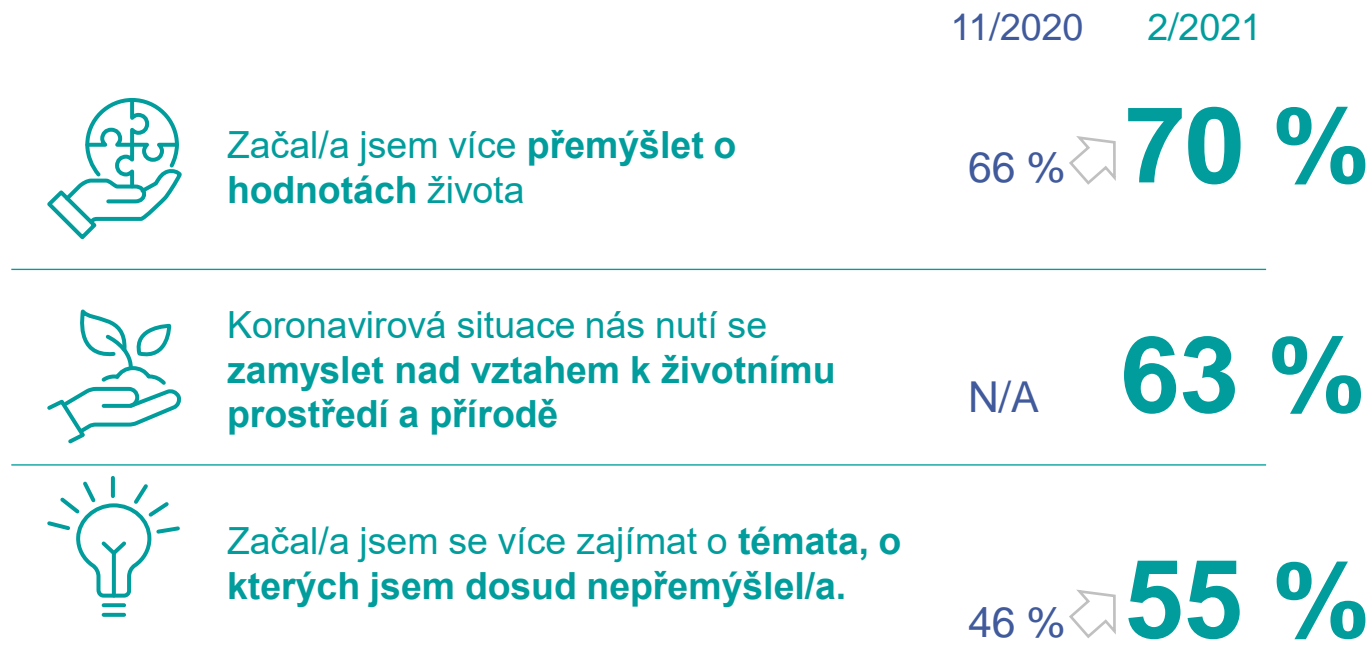 11/2020 2/2021
Začal/a jsem více přemýšlet o
hodnotách života
66 % 70 %
Koronavirová situace nás nutí se
zamyslet nad vztahem k životnímu
prostředí a přírodě
N/A 63 %
Začal/a jsem se více zajímat o témata, o
kterých jsem dosud nepřemýšlel/a.
46 % 55 %